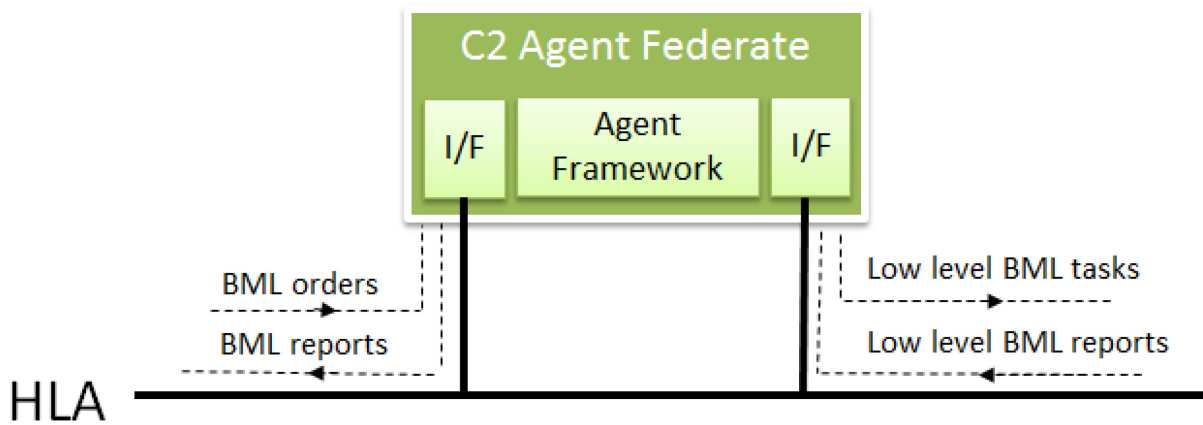 C2 Agent Federate
I/F
Agent
Framework
I/F
BML orders
BML reports
Low level BML tasks
Low level BML reports
HLA